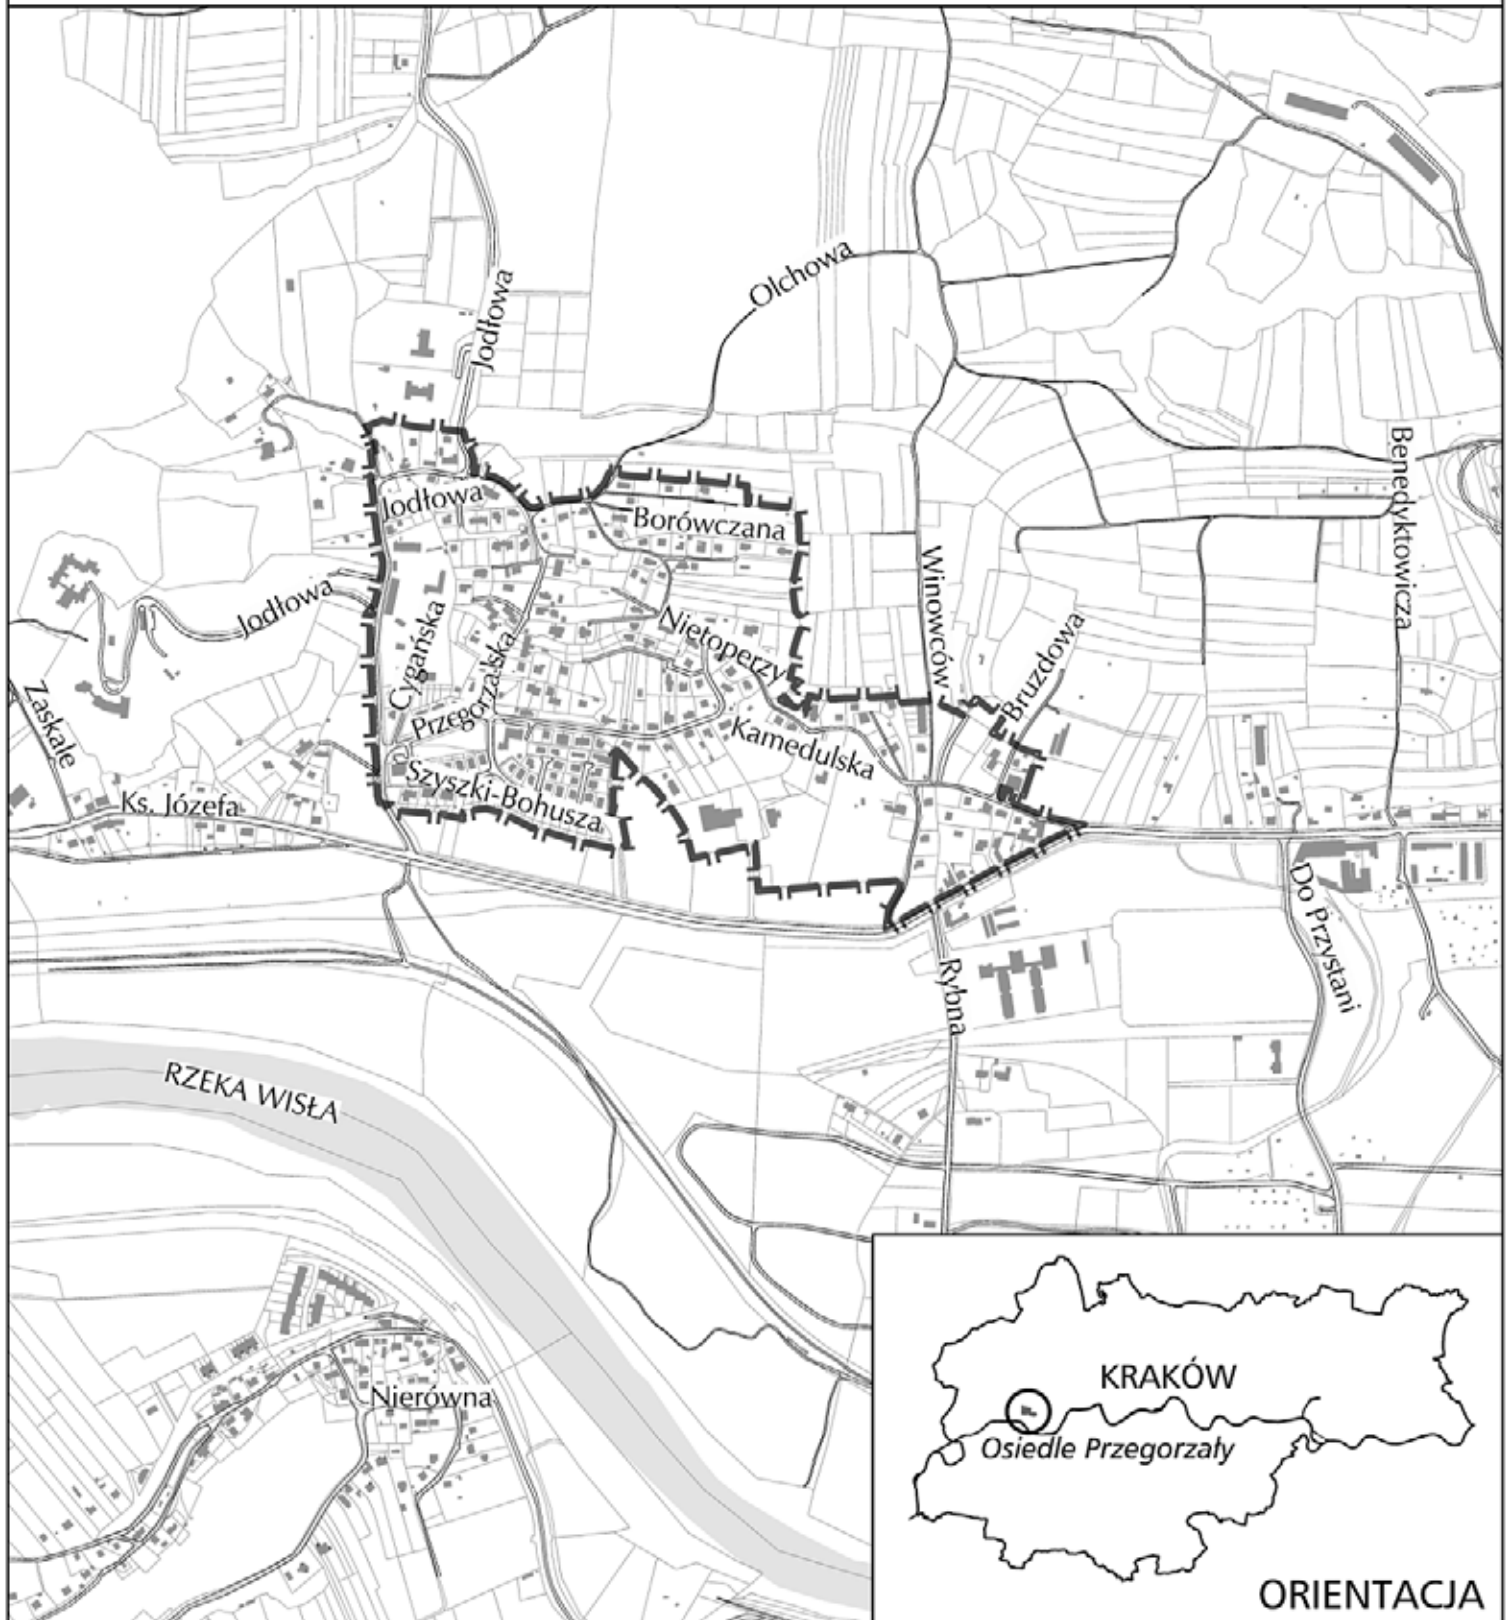 Olchowa
Jodłowa
Benedyktowicza
Jodłowa
Borówczana
Winowców
Jodłowa
Cygańska
Przegorzalska
Nietoperzy
Bruzdowa
Zaskale
Kamedulska
Szyszki-Bohusza
Ks. Józefa
Do Przystani
Rybna
RZEKA WISŁA
Nierówna
KRAKÓW
Osiedle Przegorzały
ORIENTACJA